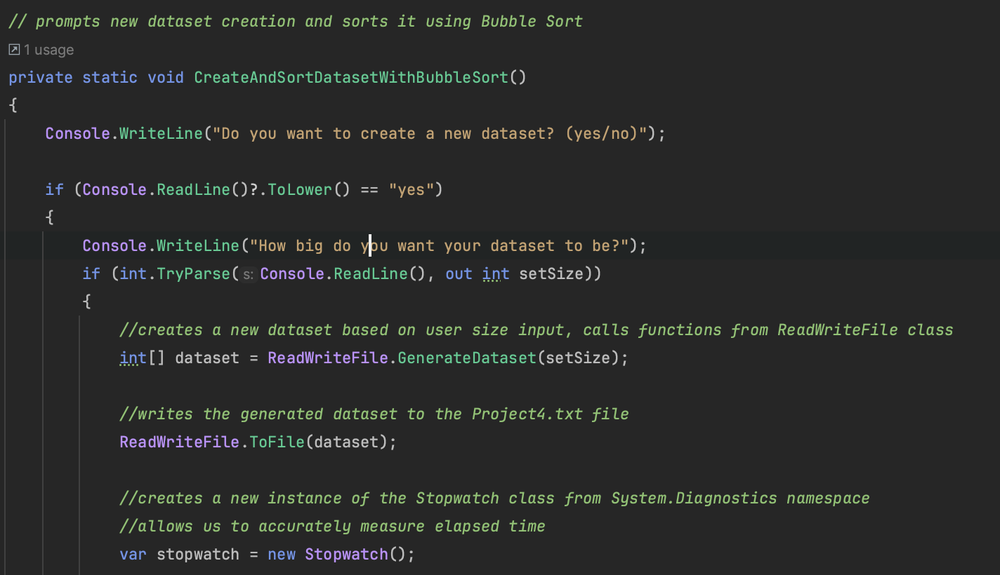 // prompts new dataset creation and sorts it using Bubble Sort
1 usage
private static void CreateAndSortDatasetWithBubbleSort()
{
Console.WriteLine("Do you want to create a new dataset? (yes/no)");
if (Console.ReadLine()?.ToLower() == "yes")
{
Console.WriteLine("How big do you want your dataset to be?");
if (int.TryParse(s: Console.ReadLine(), out int setSize))
{
//creates a new dataset based on user size input, calls functions from ReadWriteFile class
int[] dataset = ReadWriteFile.GenerateDataset(setSize);
//writes the generated dataset to the Project4.txt file
ReadWriteFile.ToFile(dataset);
//creates a new instance of the Stopwatch class from System.Diagnostics namespace
//allows us to accurately measure elapsed time
var stopwatch = new Stopwatch();